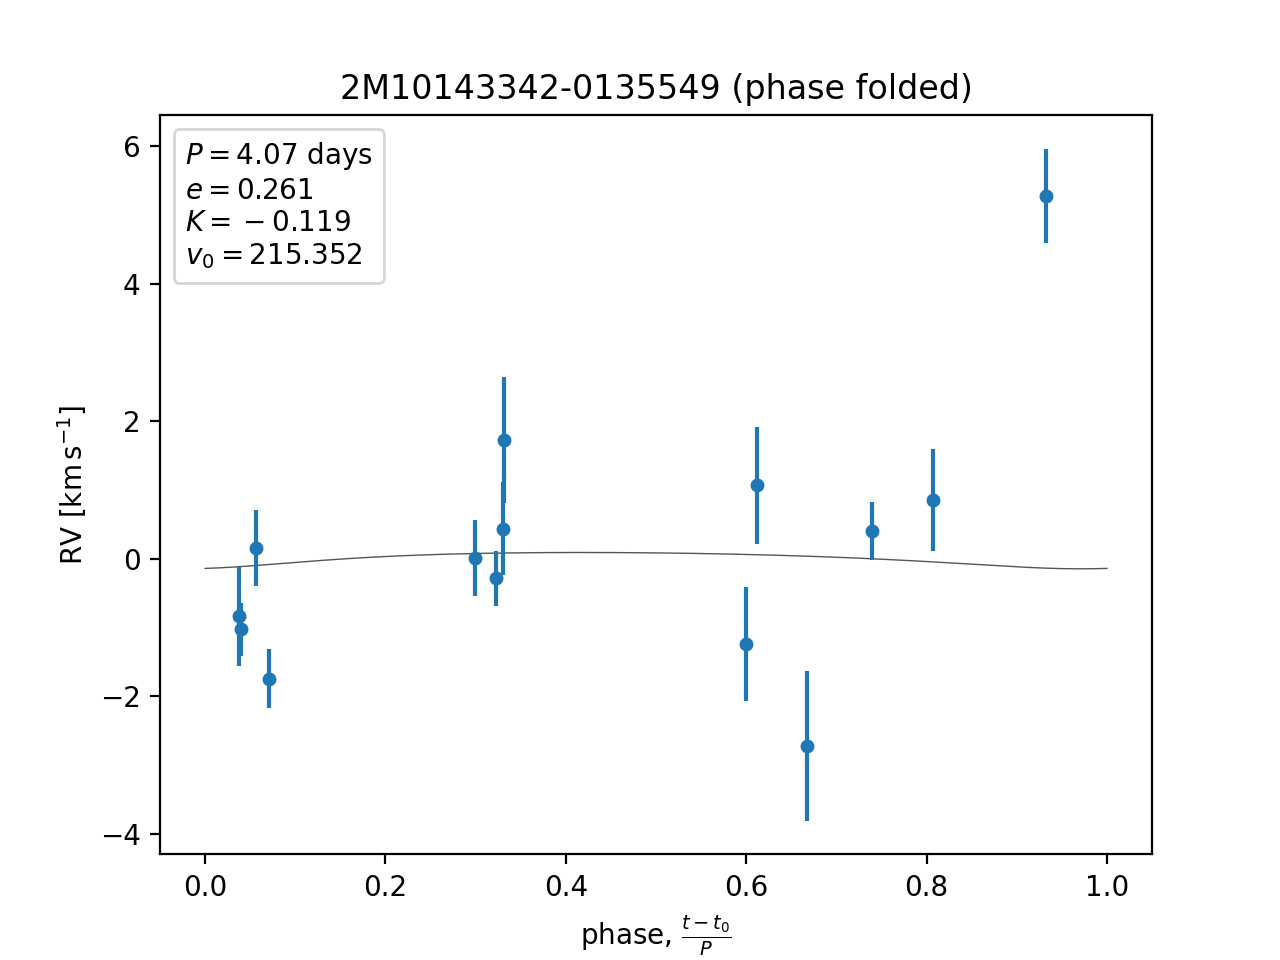 2M10143342-0135549 (phase folded)
P = 4.07 days
e = 0.261
K = −0.119
v₀ = 215.352
6
4
2
0
−2
−4
RV [km s⁻¹]
0.0 0.2 0.4 0.6 0.8 1.0
phase, (t − t₀)/P